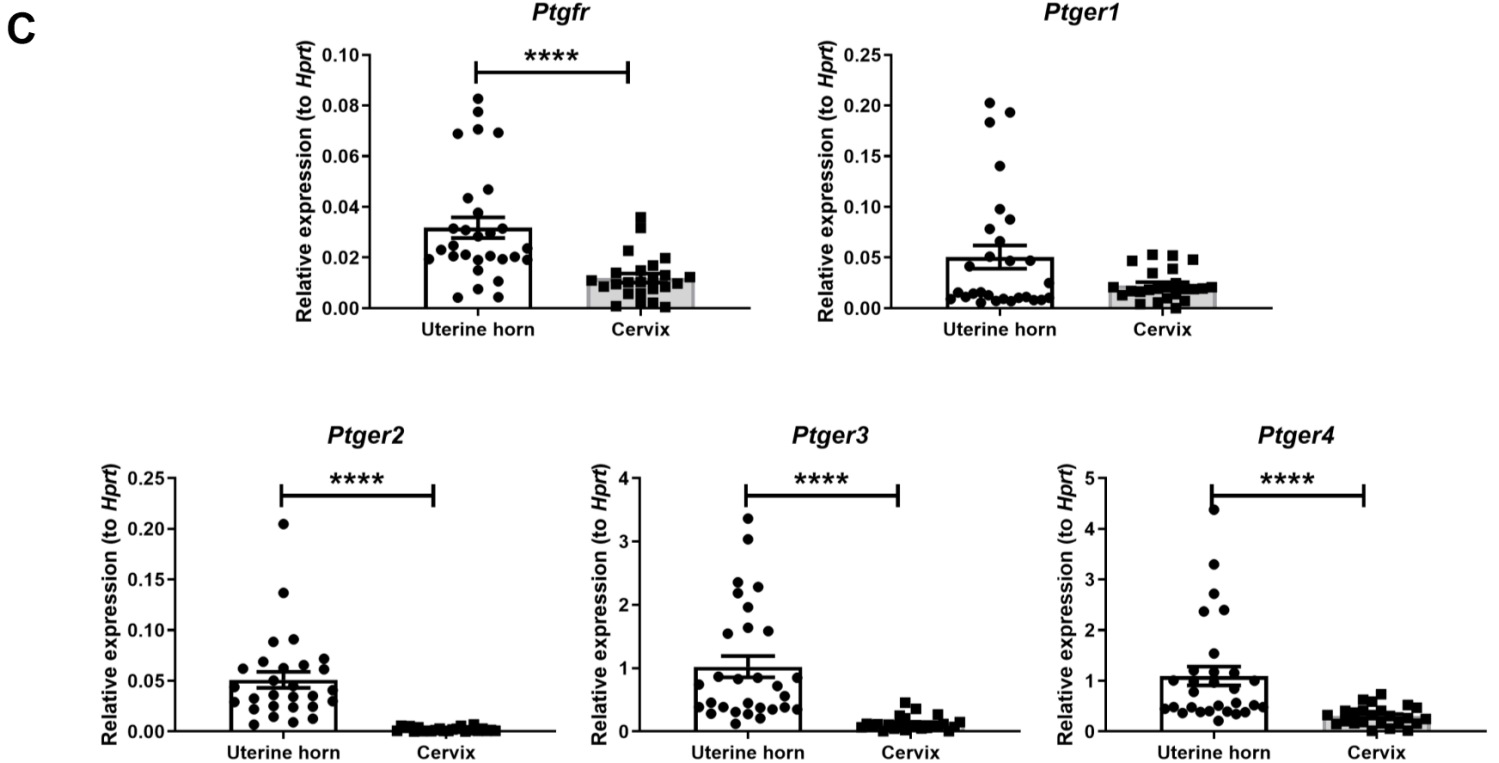 C
Ptgfr
Relative expression (to Hprt)
0.10
0.08
0.06
0.04
0.02
0.00
****
Uterine horn
Cervix
Ptger1
Relative expression (to Hprt)
0.25
0.20
0.15
0.10
0.05
0.00
Uterine horn
Cervix
Ptger2
Relative expression (to Hprt)
0.25
0.20
0.15
0.10
0.05
0.00
****
Uterine horn
Cervix
Ptger3
Relative expression (to Hprt)
4
3
2
1
0
****
Uterine horn
Cervix
Ptger4
Relative expression (to Hprt)
5
4
3
2
1
0
****
Uterine horn
Cervix